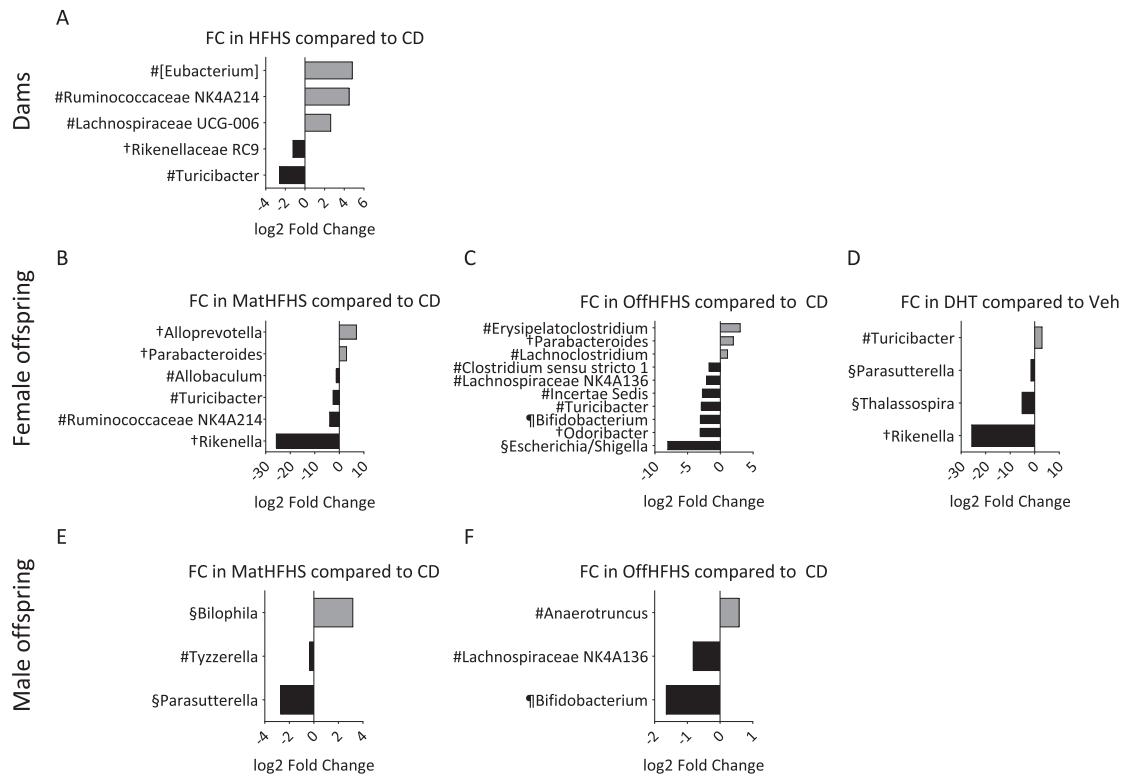 A
Dams
FC in HFHS compared to CD
#[Eubacterium]
#Ruminococcaceae NK4A214
#Lachnospiraceae UCG-006
†Rikenellaceae RC9
#Turicibacter
-4 -2 0 2 4 6
log2 Fold Change
Female offspring
B
FC in MatHFHS compared to CD
†Alloprevotella
†Parabacteroides
#Allobaculum
#Turicibacter
#Ruminococcaceae NK4A214
†Rikenella
-30 -20 -10 0 10
log2 Fold Change
C
FC in OffHFHS compared to CD
#Erysipelatoclostridium
†Parabacteroides
#Lachnoclostridium
#Clostridium sensu stricto 1
#Lachnospiraceae NK4A136
#Incertae Sedis
#Turicibacter
¶Bifidobacterium
†Odoribacter
§Escherichia/Shigella
-10 -5 0 5
log2 Fold Change
D
FC in DHT compared to Veh
#Turicibacter
§Parasutterella
§Thalassospira
†Rikenella
-30 -20 -10 0 10
log2 Fold Change
Male offspring
E
FC in MatHFHS compared to CD
§Bilophila
#Tyzzerella
§Parasutterella
-4 -2 0 2 4
log2 Fold Change
F
FC in OffHFHS compared to CD
#Anaerotruncus
#Lachnospiraceae NK4A136
¶Bifidobacterium
-2 -1 0 1
log2 Fold Change